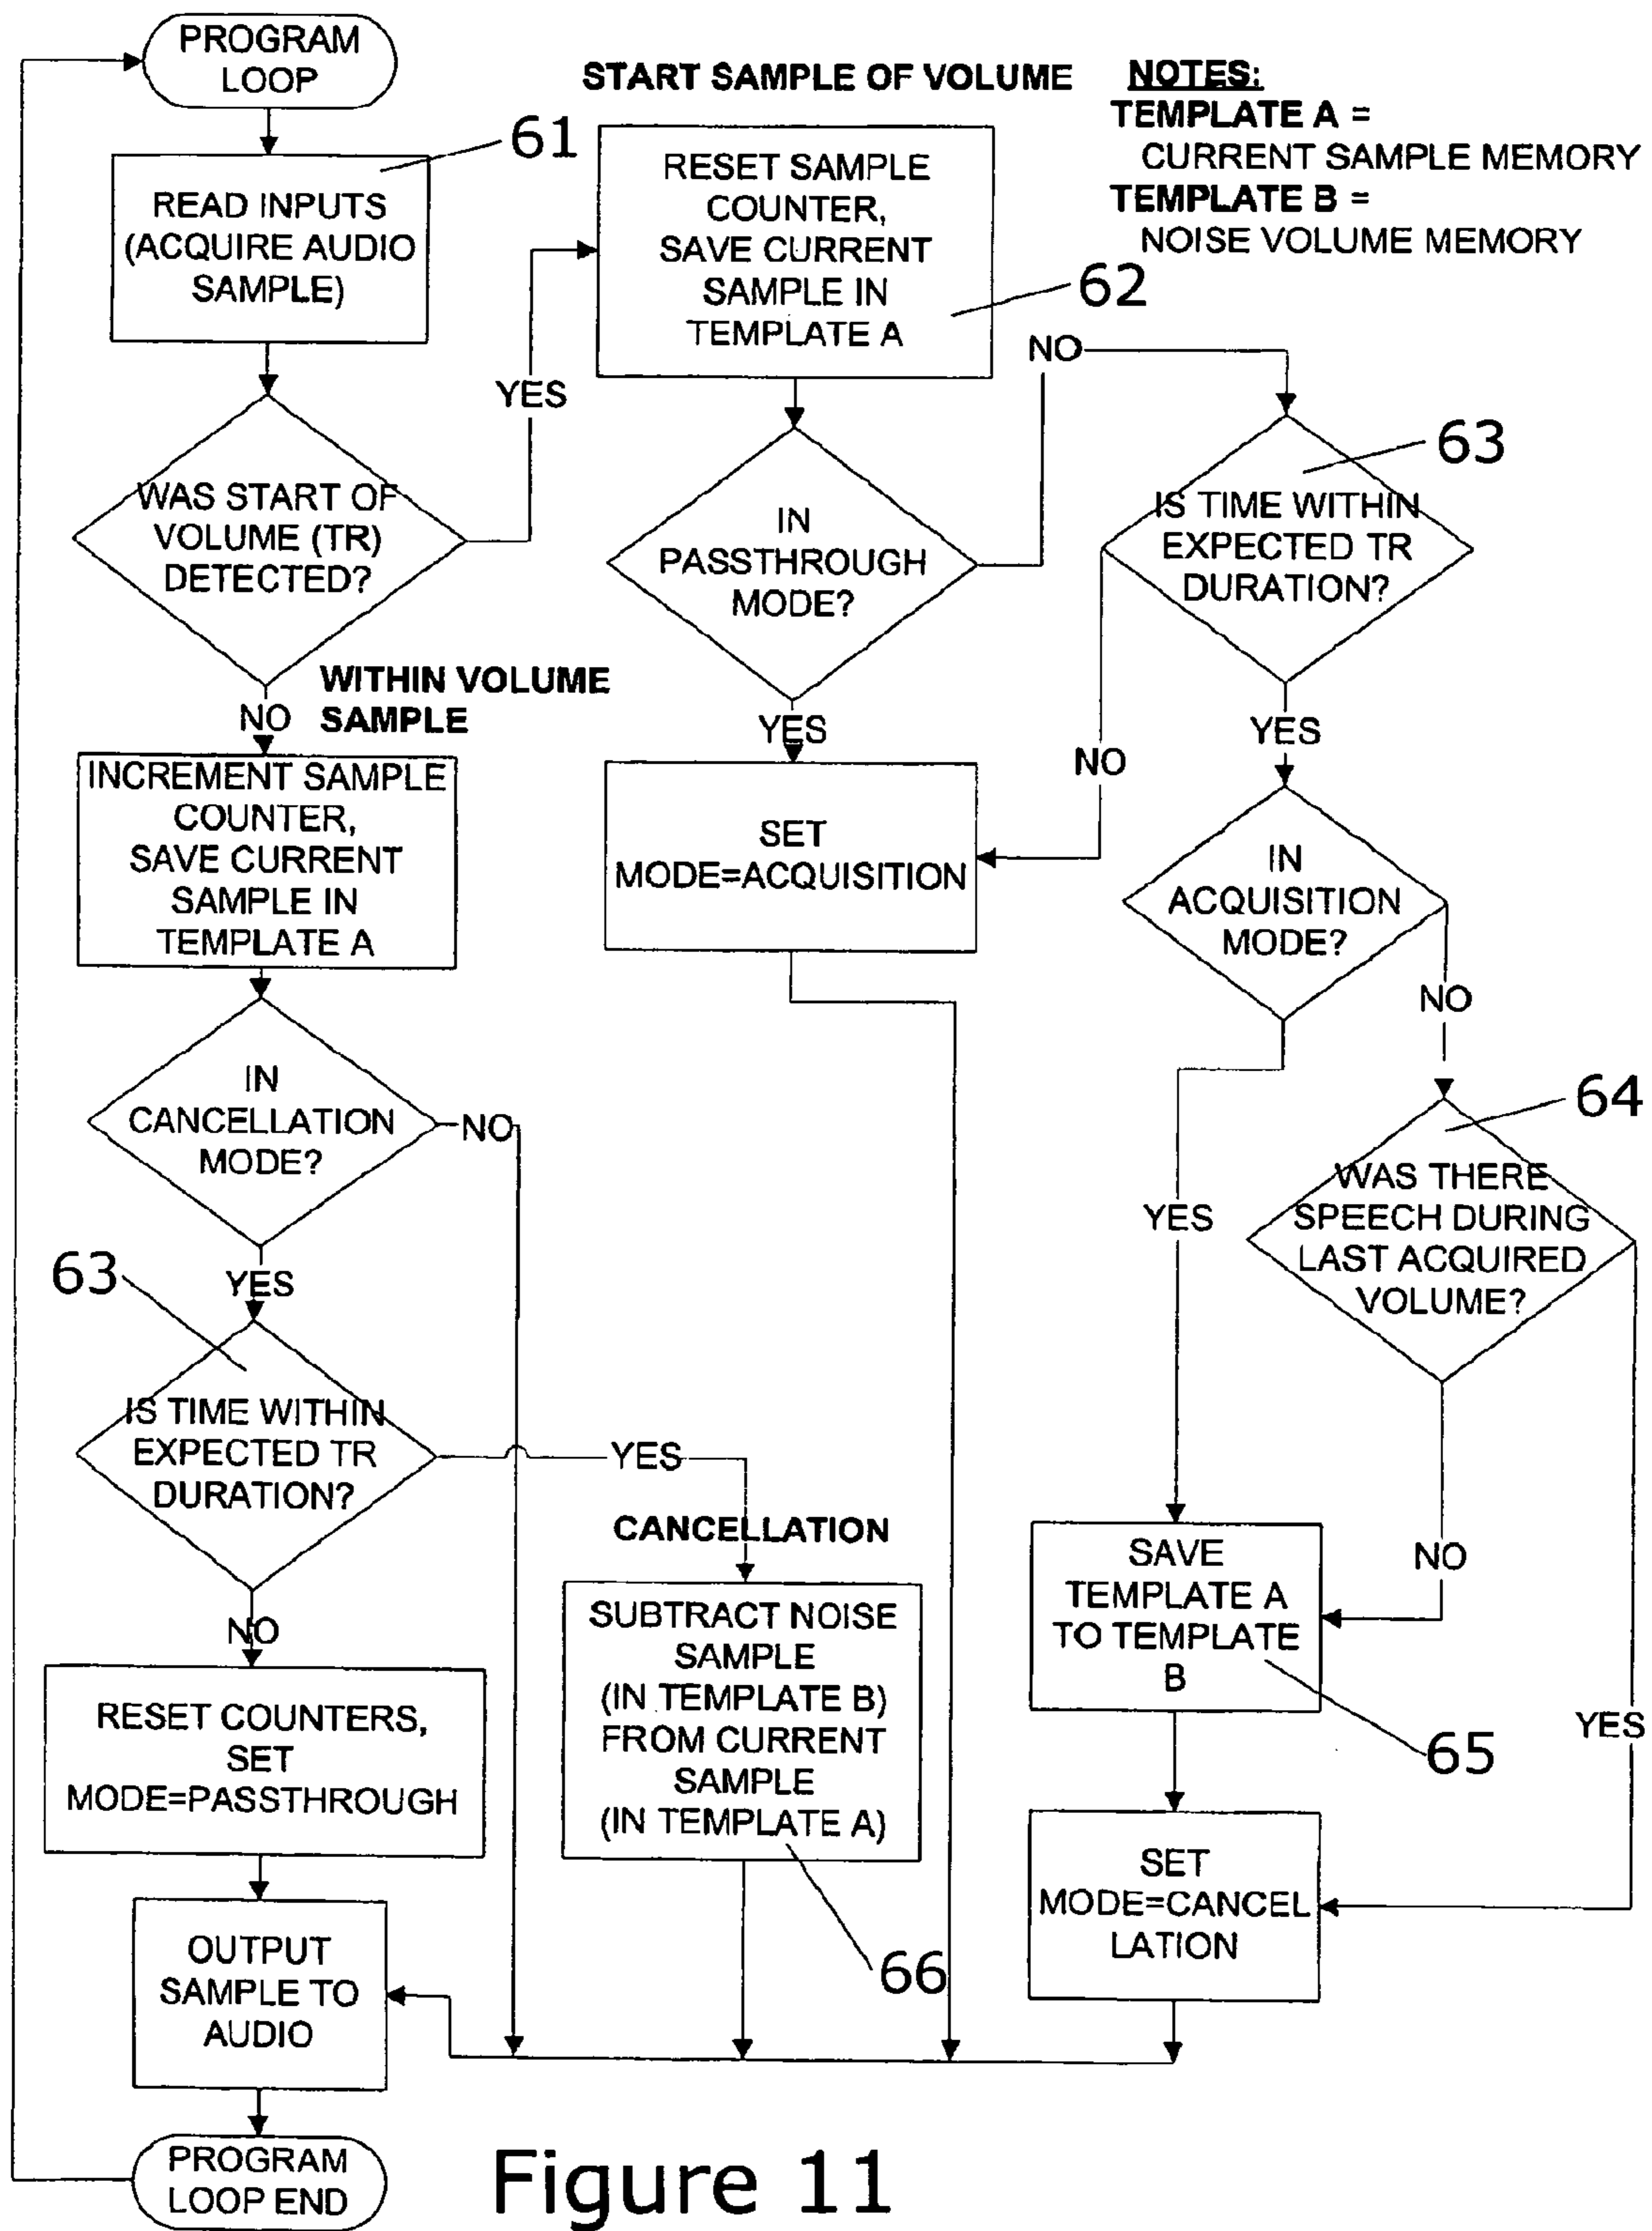 PROGRAM
LOOP
START SAMPLE OF VOLUME
NOTES:
TEMPLATE A =
CURRENT SAMPLE MEMORY
TEMPLATE B =
NOISE VOLUME MEMORY
61
READ INPUTS
(ACQUIRE AUDIO
SAMPLE)
RESET SAMPLE
COUNTER,
SAVE CURRENT
SAMPLE IN
TEMPLATE A
62
YES
NO
WAS START OF
VOLUME (TR)
DETECTED?
IN
PASSTHROUGH
MODE?
63
IS TIME WITHIN
EXPECTED TR
DURATION?
NO
WITHIN VOLUME
SAMPLE
YES
NO
YES
INCREMENT SAMPLE
COUNTER,
SAVE CURRENT
SAMPLE IN
TEMPLATE A
SET
MODE=ACQUISITION
IN
ACQUISITION
MODE?
NO
IN
CANCELLATION
MODE?
NO
YES
64
WAS THERE
SPEECH DURING
LAST ACQUIRED
VOLUME?
YES
63
IS TIME WITHIN
EXPECTED TR
DURATION?
YES
NO
CANCELLATION
SUBTRACT NOISE
SAMPLE
(IN TEMPLATE B)
FROM CURRENT
SAMPLE
(IN TEMPLATE A)
66
SAVE
TEMPLATE A
TO TEMPLATE
B
65
NO
YES
RESET COUNTERS,
SET
MODE=PASSTHROUGH
SET
MODE=CANCEL
LATION
OUTPUT
SAMPLE TO
AUDIO
PROGRAM
LOOP END
Figure 11